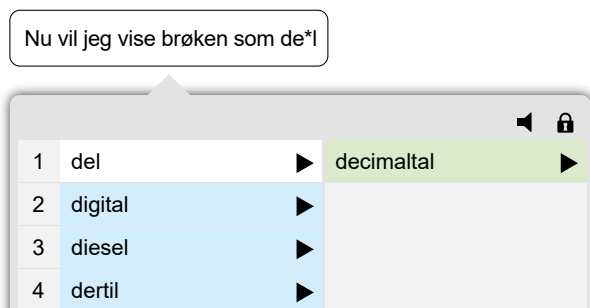 Nu vil jeg vise brøken som de*l
1 del decimaltal
2 digital
3 diesel
4 dertil